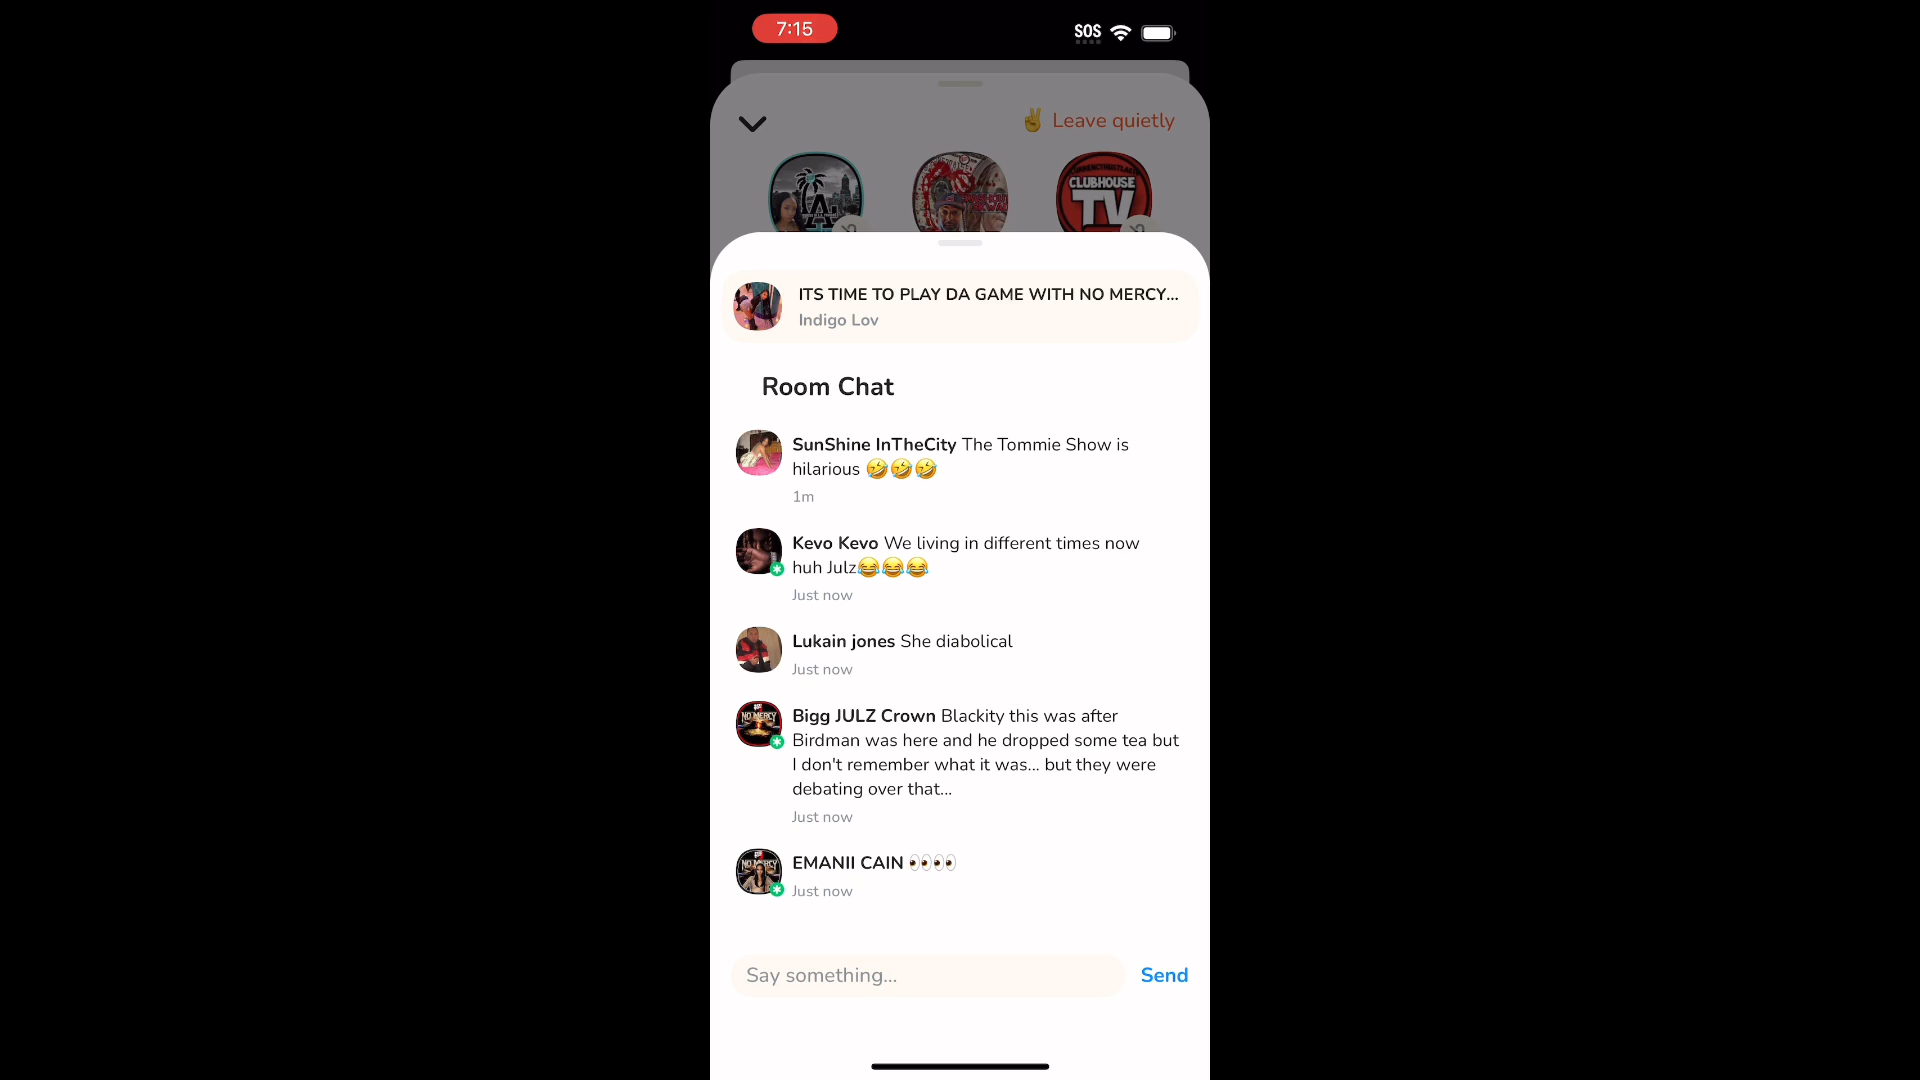 7:15
SOS
✌️ Leave quietly
CLUBHOUSE
TV
ITS TIME TO PLAY DA GAME WITH NO MERCY...
Indigo Lov
Room Chat
SunShine InTheCity The Tommie Show is
hilarious 🤣🤣🤣
1m
Kevo Kevo We living in different times now
huh Julz😂😂😂
Just now
Lukain jones She diabolical
Just now
NO MERCY
Bigg JULZ Crown Blackity this was after
Birdman was here and he dropped some tea but
I don't remember what it was... but they were
debating over that...
Just now
EMANII CAIN 👀👀
Just now
Say something...
Send